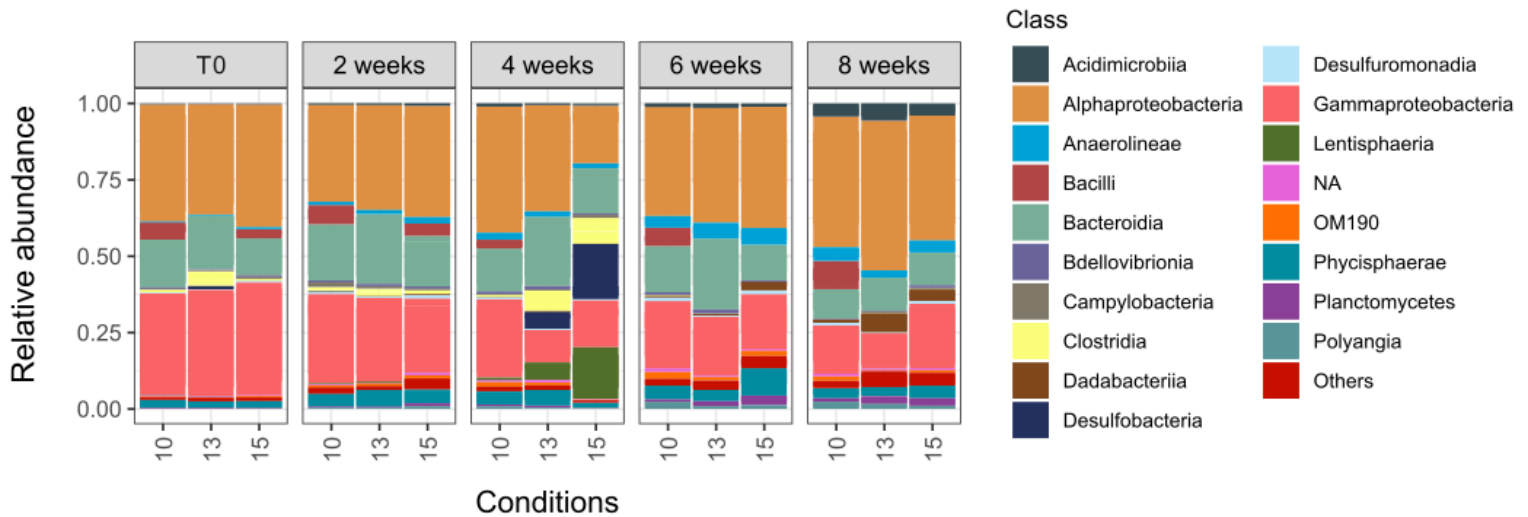 Class
T0 2 weeks 4 weeks 6 weeks 8 weeks
Relative abundance
1.00
0.75
0.50
0.25
0.00
10 13 15 10 13 15 10 13 15 10 13 15 10 13 15
Conditions
Acidimicrobiia
Alphaproteobacteria
Anaerolineae
Bacilli
Bacteroidia
Bdellovibrionia
Campylobacteria
Clostridia
Dadabacteriia
Desulfobacteria
Desulfuromonadia
Gammaproteobacteria
Lentisphaeria
NA
OM190
Phycisphaerae
Planctomycetes
Polyangia
Others